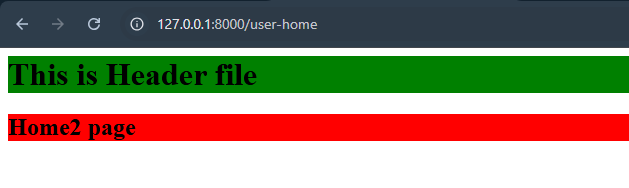 127.0.0.1:8000/user-home
This is Header file
Home2 page